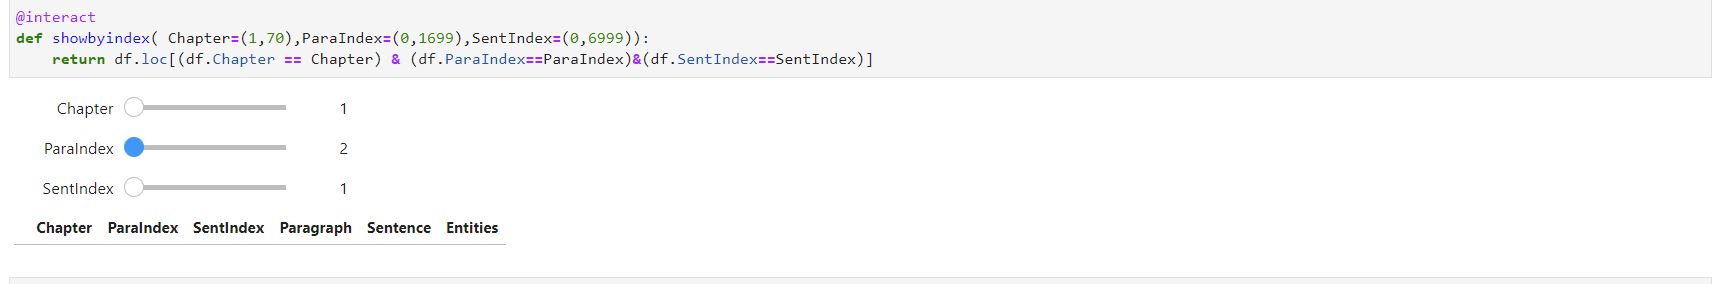 @interact
def showbyindex( Chapter=(1,70),ParaIndex=(0,1699),SentIndex=(0,6999)):
    return df.loc[(df.Chapter == Chapter) & (df.ParaIndex==ParaIndex)&(df.SentIndex==SentIndex)]
Chapter 1
ParaIndex 2
SentIndex 1
Chapter ParaIndex SentIndex Paragraph Sentence Entities